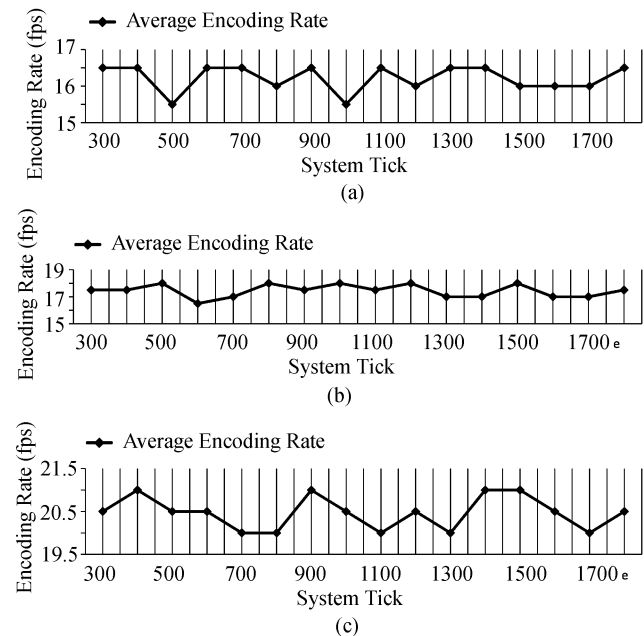 Average Encoding Rate
Encoding Rate (fps)
17
16
15
300 500 700 900 1100 1300 1500 1700
System Tick
(a)
Average Encoding Rate
Encoding Rate (fps)
19
17
15
300 500 700 900 1100 1300 1500 1700 e
System Tick
(b)
Average Encoding Rate
Encoding Rate (fps)
21.5
20.5
19.5
300 500 700 900 1100 1300 1500 1700 e
System Tick
(c)